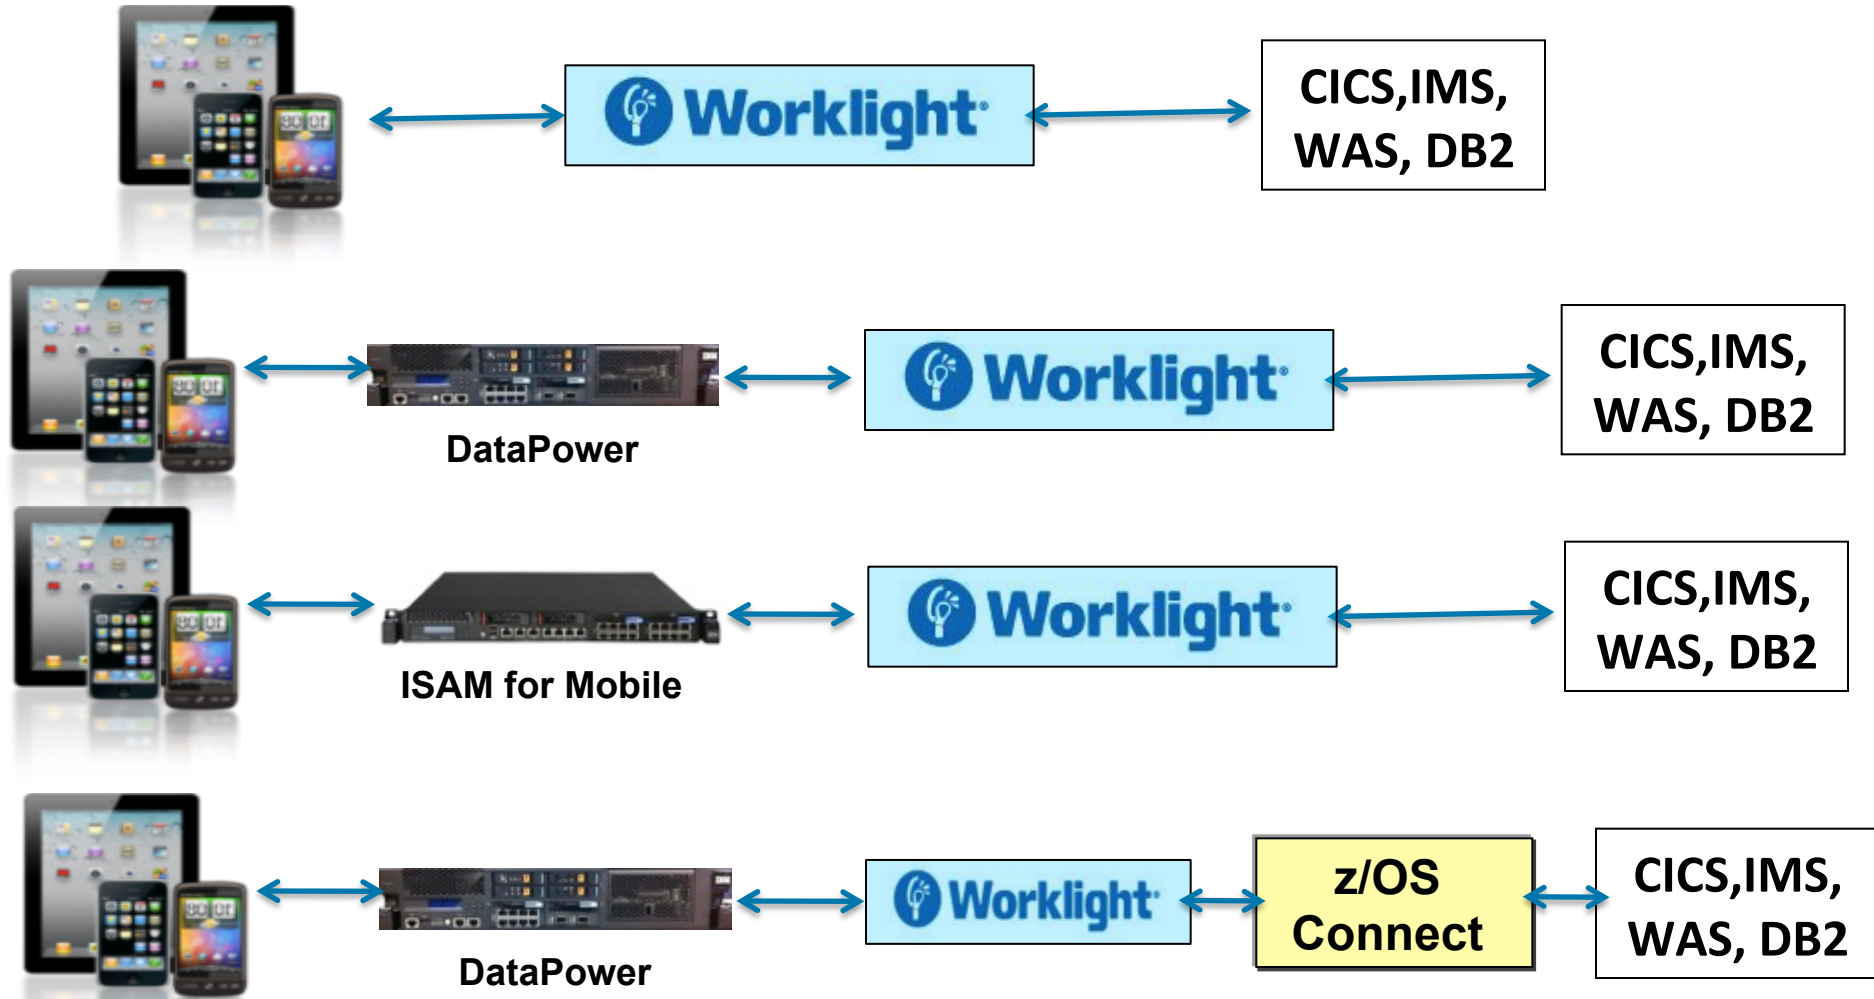 Worklight®
CICS,IMS,
WAS, DB2
DataPower
Worklight®
CICS,IMS,
WAS, DB2
ISAM for Mobile
Worklight®
CICS,IMS,
WAS, DB2
DataPower
Worklight®
z/OS
Connect
CICS,IMS,
WAS, DB2